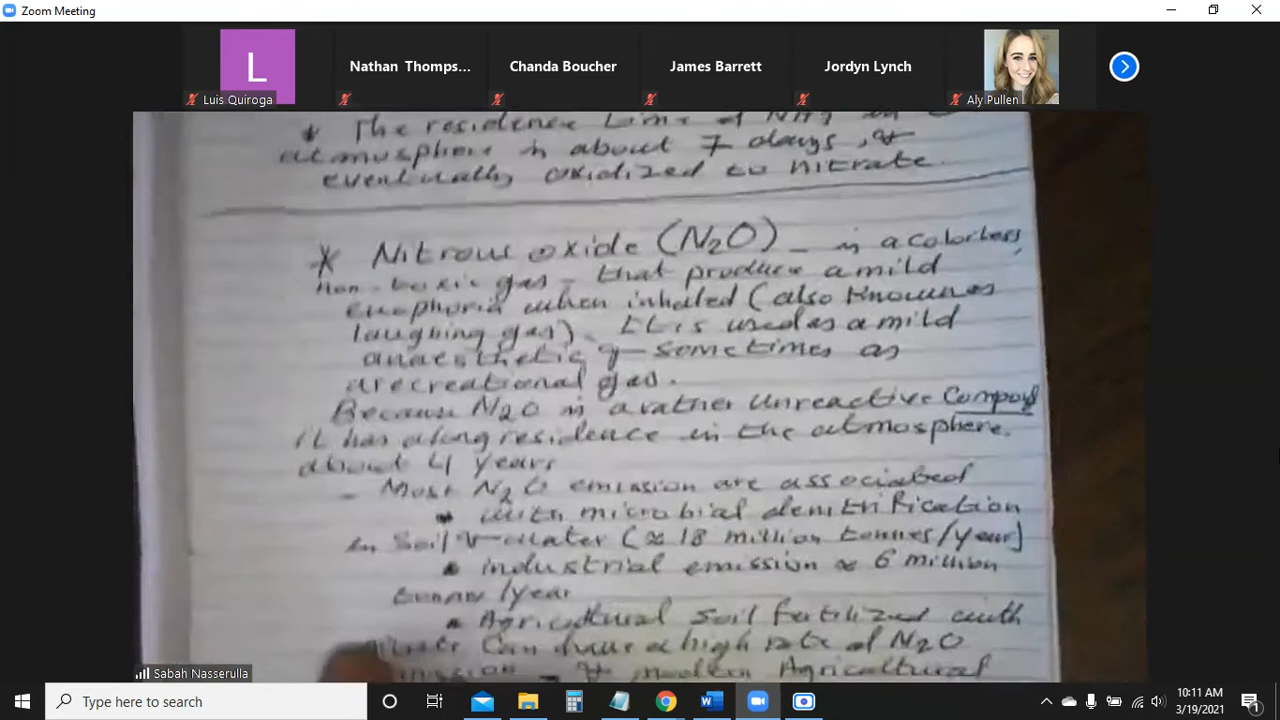 Zoom Meeting
L
Luis Quiroga
Nathan Thomps...
Chanda Boucher
James Barrett
Jordyn Lynch
Aly Pullen
* The residence time of NH3 in
atmosphere is about 7 days, &
eventually oxidized to nitrate.
* Nitrous oxide (N2O) - is a colorless,
non-toxic gas - that produce a mild
euphoria when inhaled (also known as
laughing gas). It is used as a mild
anaesthetic & sometimes as
a recreational gas.
Because N2O is a rather unreactive Compound
it has a long residence in the atmosphere.
about 4 years
- Most N2O emission are associated
with microbial denitrification
in Soil & water (≈ 18 million tonnes/year)
industrial emission ≈ 6 million
tonnes/year
Agricultural soil fertilized with
nitrate Can have a high rate of N2O
modern Agricultural
Sabah Nasserulla
Type here to search
10:11 AM
3/19/2021
1